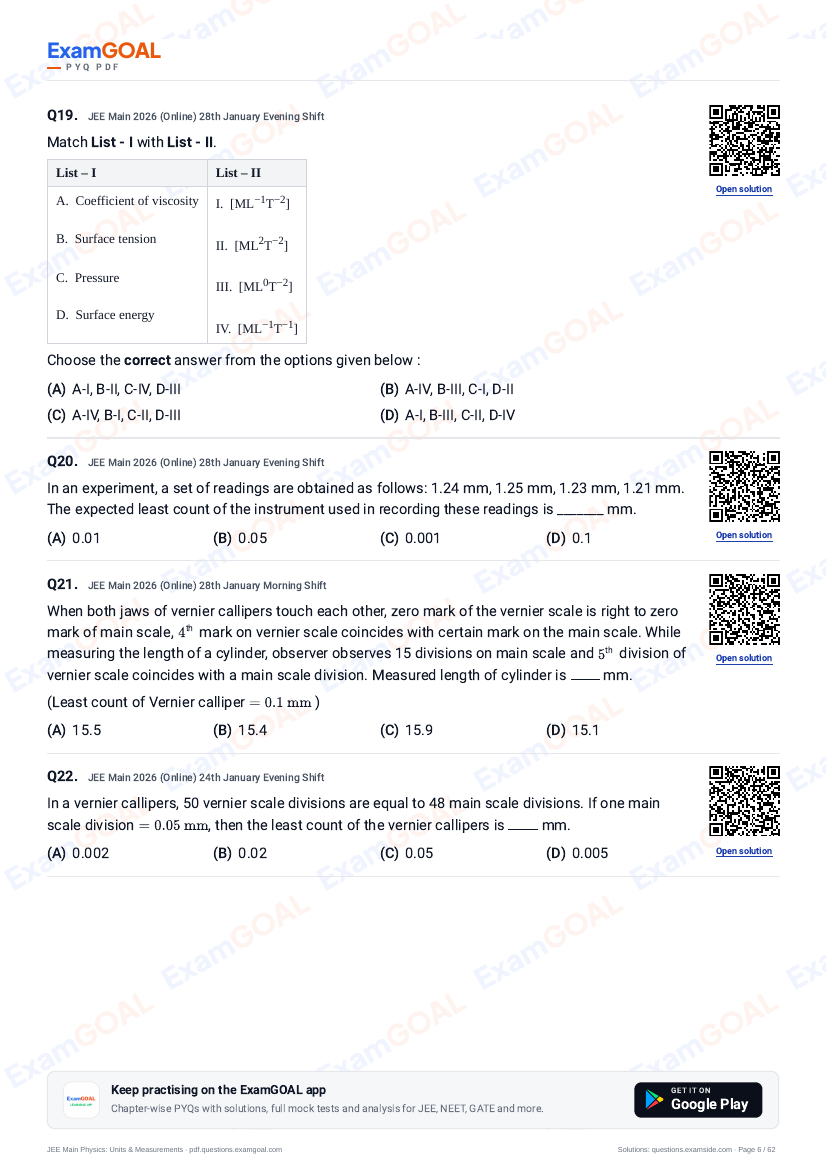 ExamGOAL
PYQ PDF
Q19. JEE Main 2026 (Online) 28th January Evening Shift
Match List - I with List - II.
List – I List – II
A. Coefficient of viscosity I. [ML⁻¹T⁻²]
B. Surface tension II. [ML²T⁻²]
C. Pressure III. [ML⁰T⁻²]
D. Surface energy IV. [ML⁻¹T⁻¹]
Open solution
Choose the correct answer from the options given below :
(A) A-I, B-II, C-IV, D-III (B) A-IV, B-III, C-I, D-II
(C) A-IV, B-I, C-II, D-III (D) A-I, B-III, C-II, D-IV
Q20. JEE Main 2026 (Online) 28th January Evening Shift
In an experiment, a set of readings are obtained as follows: 1.24 mm, 1.25 mm, 1.23 mm, 1.21 mm.
The expected least count of the instrument used in recording these readings is ______ mm.
(A) 0.01 (B) 0.05 (C) 0.001 (D) 0.1
Open solution
Q21. JEE Main 2026 (Online) 28th January Morning Shift
When both jaws of vernier callipers touch each other, zero mark of the vernier scale is right to zero
mark of main scale, 4ᵗʰ mark on vernier scale coincides with certain mark on the main scale. While
measuring the length of a cylinder, observer observes 15 divisions on main scale and 5ᵗʰ division of
vernier scale coincides with a main scale division. Measured length of cylinder is ____ mm.
(Least count of Vernier calliper = 0.1 mm )
(A) 15.5 (B) 15.4 (C) 15.9 (D) 15.1
Open solution
Q22. JEE Main 2026 (Online) 24th January Evening Shift
In a vernier callipers, 50 vernier scale divisions are equal to 48 main scale divisions. If one main
scale division = 0.05 mm, then the least count of the vernier callipers is ____ mm.
(A) 0.002 (B) 0.02 (C) 0.05 (D) 0.005
Open solution
ExamGOAL
Keep practising on the ExamGOAL app
Chapter-wise PYQs with solutions, full mock tests and analysis for JEE, NEET, GATE and more.
GET IT ON
Google Play
JEE Main Physics: Units & Measurements · pdf.questions.examgoal.com
Solutions: questions.examside.com · Page 6 / 62